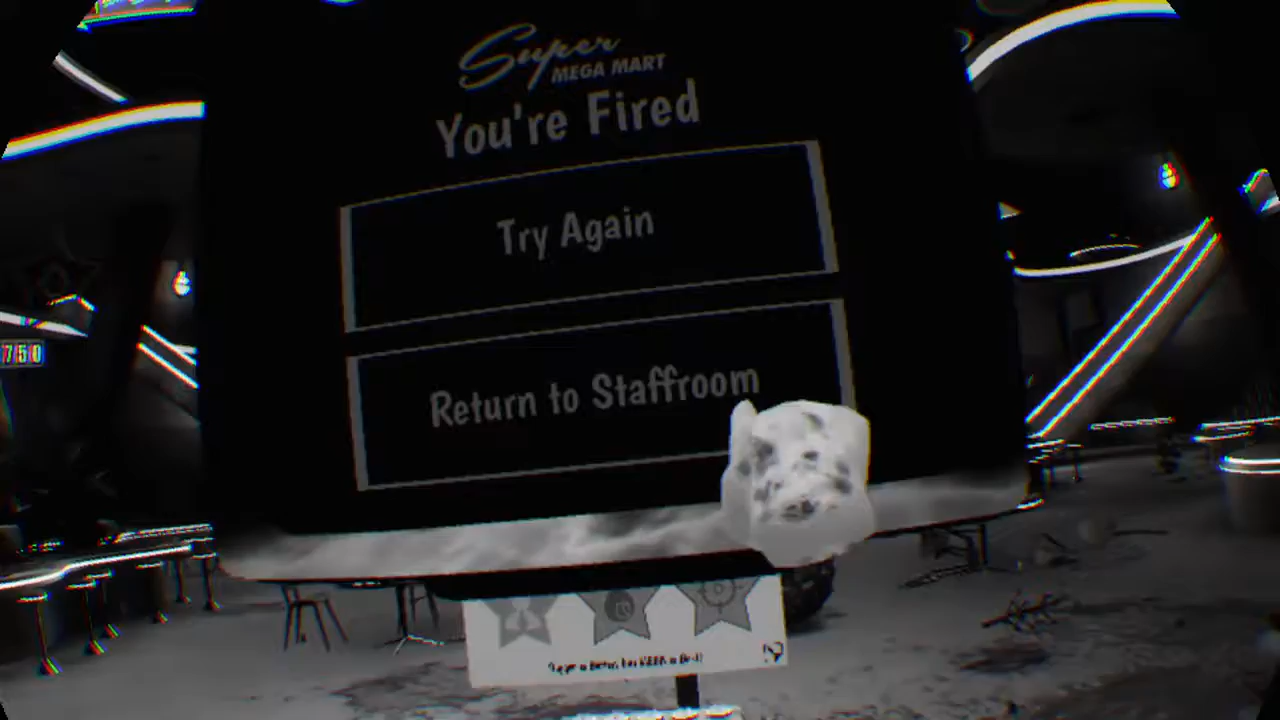 Super
MEGA MART
You're Fired
Try Again
Return to Staffroom
750